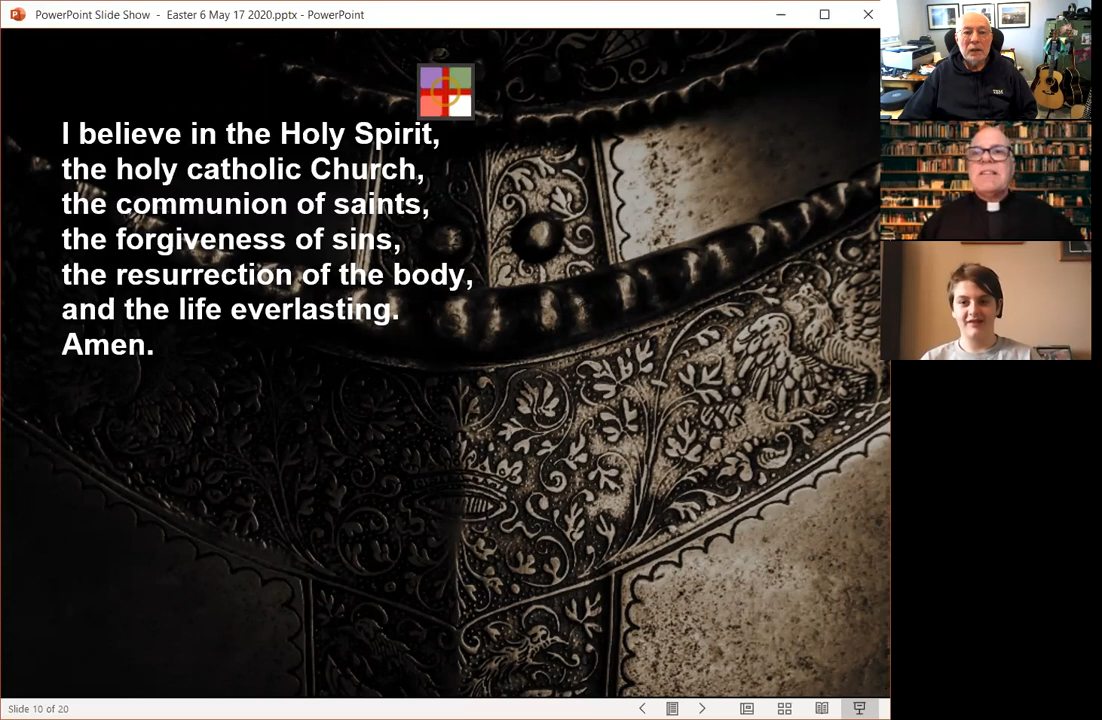 PowerPoint Slide Show - Easter 6 May 17 2020.pptx - PowerPoint
I believe in the Holy Spirit,
the holy catholic Church,
the communion of saints,
the forgiveness of sins,
the resurrection of the body,
and the life everlasting.
Amen.
Slide 10 of 20